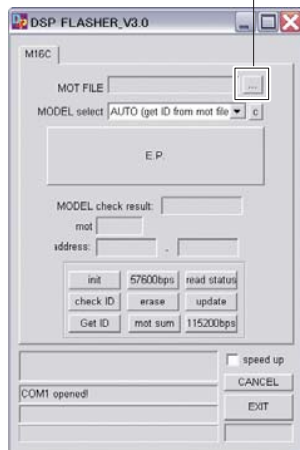 DSP FLASHER_V3.0
M16C
MOT FILE ...
MODEL select AUTO (get ID from mot file c
E.P.
MODEL check result:
mot
address: -
init 57600bps read status
check ID erase update
Get ID mot sum 115200bps
speed up
CANCEL
COM1 opened!
EXIT